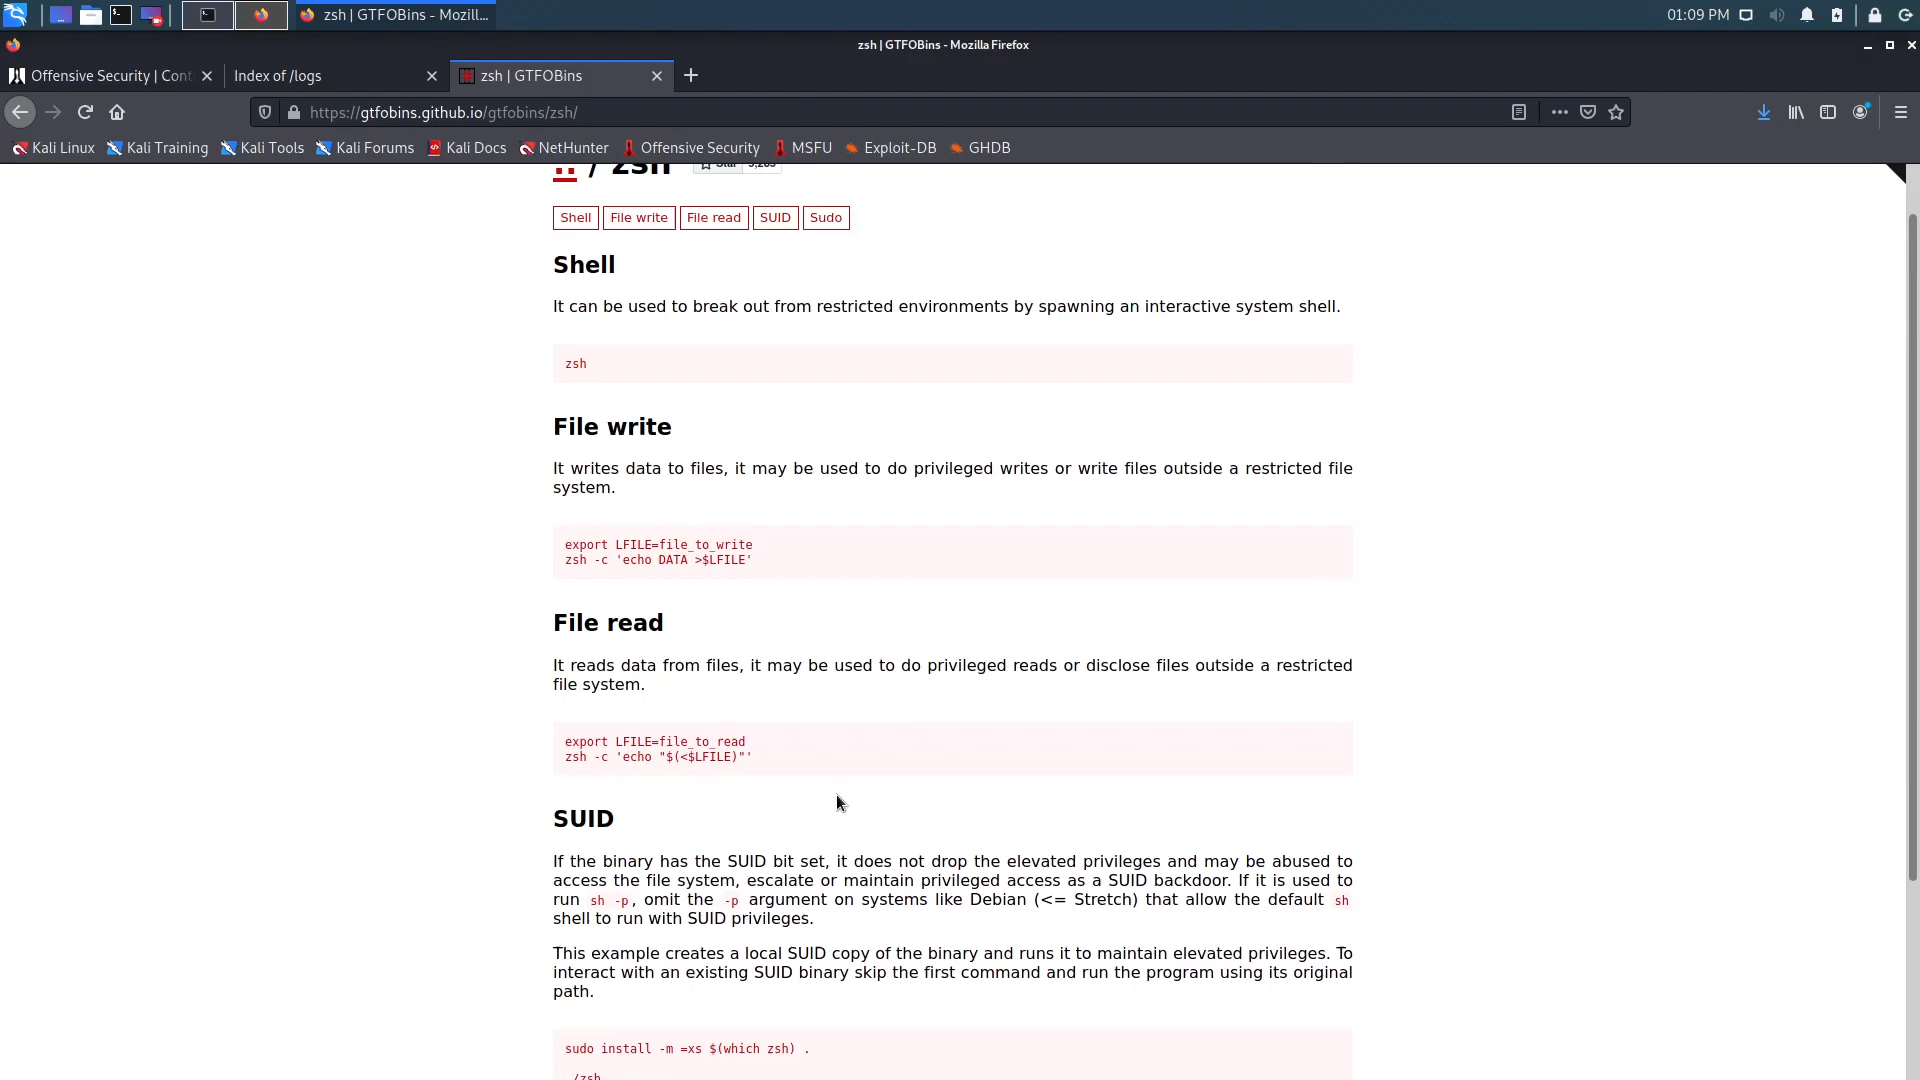 zsh | GTFOBins - Mozill...
01:09 PM
zsh | GTFOBins - Mozilla Firefox
Offensive Security | Cont
Index of /logs
zsh | GTFOBins
https://gtfobins.github.io/gtfobins/zsh/
Kali Linux
Kali Training
Kali Tools
Kali Forums
Kali Docs
NetHunter
Offensive Security
MSFU
Exploit-DB
GHDB
.. / zsh
Star
Shell
File write
File read
SUID
Sudo
Shell
It can be used to break out from restricted environments by spawning an interactive system shell.
zsh
File write
It writes data to files, it may be used to do privileged writes or write files outside a restricted file
system.
export LFILE=file_to_write
zsh -c 'echo DATA >$LFILE'
File read
It reads data from files, it may be used to do privileged reads or disclose files outside a restricted
file system.
export LFILE=file_to_read
zsh -c 'echo "$(<$LFILE)"'
SUID
If the binary has the SUID bit set, it does not drop the elevated privileges and may be abused to
access the file system, escalate or maintain privileged access as a SUID backdoor. If it is used to
run sh -p, omit the -p argument on systems like Debian (<= Stretch) that allow the default sh
shell to run with SUID privileges.
This example creates a local SUID copy of the binary and runs it to maintain elevated privileges. To
interact with an existing SUID binary skip the first command and run the program using its original
path.
sudo install -m =xs $(which zsh) .
./zsh